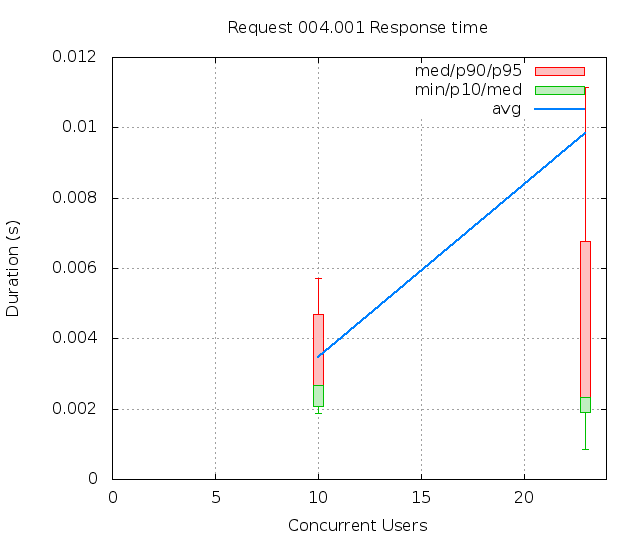 Request 004.001 Response time
0.012
0.01
0.008
0.006
0.004
0.002
0
Duration (s)
med/p90/p95
min/p10/med
avg
0 5 10 15 20
Concurrent Users